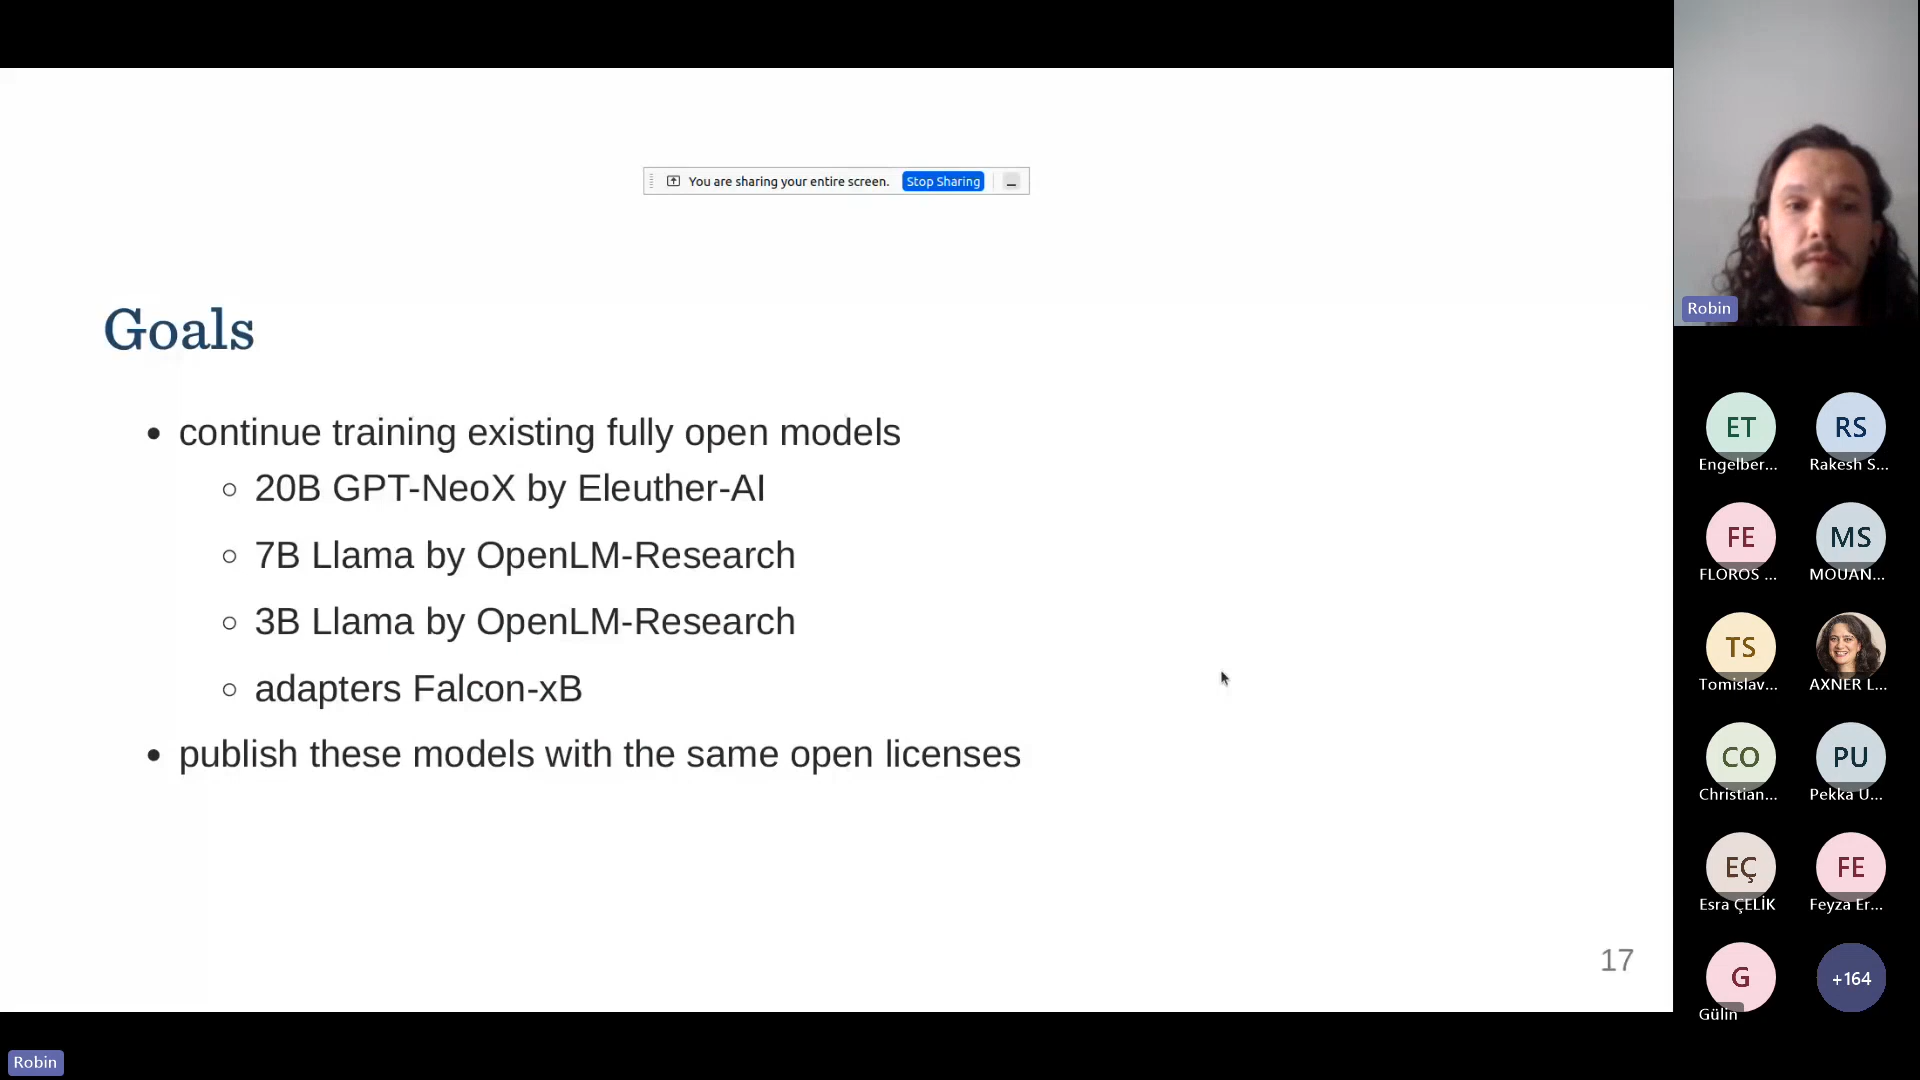 You are sharing your entire screen. Stop Sharing
Goals
• continue training existing fully open models
○ 20B GPT-NeoX by Eleuther-AI
○ 7B Llama by OpenLM-Research
○ 3B Llama by OpenLM-Research
○ adapters Falcon-xB
• publish these models with the same open licenses
17
Robin
Robin
ET RS
Engelber... Rakesh S...
FE MS
FLOROS ... MOUAN...
TS
Tomislav... AXNER L...
CO PU
Christian... Pekka U...
EÇ FE
Esra ÇELİK Feyza Er...
G +164
Gülin